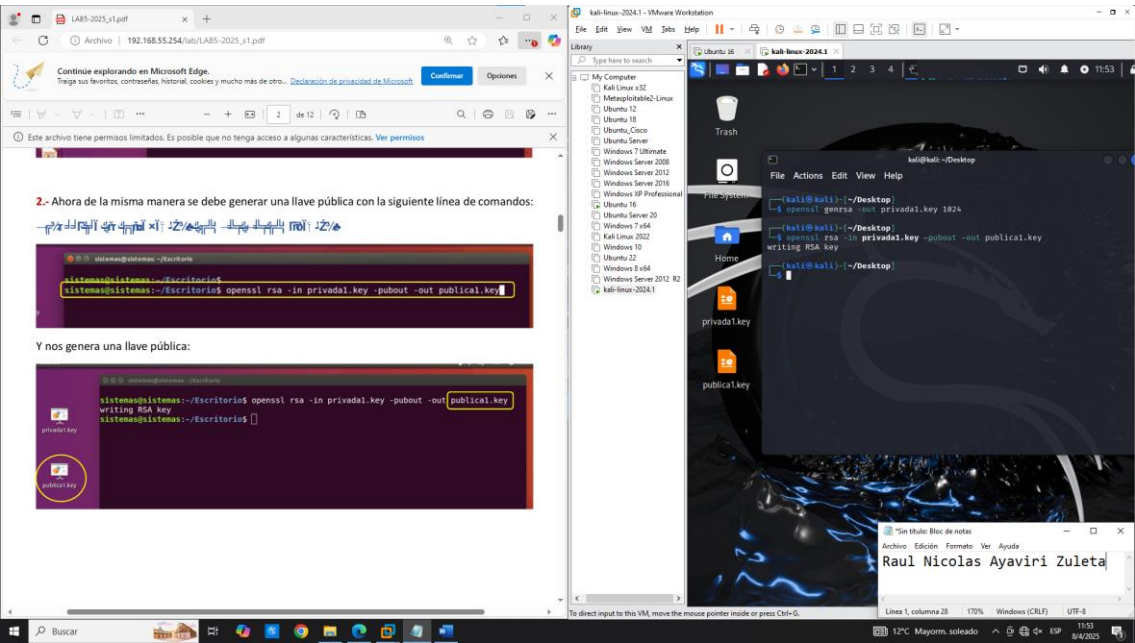 LAB5-2025_s1.pdf
Archivo 192.168.55.254/lab/LAB5-2025_s1.pdf
Continúe explorando en Microsoft Edge.
Traiga sus favoritos, contraseñas, historial, cookies y mucho más de otro... Declaración de privacidad de Microsoft
Confirmar
Opciones
2 de 12
Este archivo tiene permisos limitados. Es posible que no tenga acceso a algunas características. Ver permisos
2.- Ahora de la misma manera se debe generar una llave pública con la siguiente línea de comandos:
sistemas@sistemas: ~/Escritorio
sistemas@sistemas:~/Escritorio$
sistemas@sistemas:~/Escritorio$ openssl rsa -in privada1.key -pubout -out publica1.key
Y nos genera una llave pública:
sistemas@sistemas: ~/Escritorio
sistemas@sistemas:~/Escritorio$ openssl rsa -in privada1.key -pubout -out publica1.key
writing RSA key
sistemas@sistemas:~/Escritorio$
privada1.key
publica1.key
kali-linux-2024.1 - VMware Workstation
File Edit View VM Tabs Help
Library
Type here to search
My Computer
Kali Linux x32
Metasploitable2-Linux
Ubuntu 12
Ubuntu 18
Ubuntu_Cisco
Ubuntu Server
Windows 7 Ultimate
Windows Server 2008
Windows Server 2012
Windows Server 2016
Windows XP Professional
Ubuntu 16
Ubuntu Server 20
Windows 7 x64
Kali Linux 2022
Windows 10
Ubuntu 22
Windows 8 x64
Windows Server 2012 R2
kali-linux-2024.1
Ubuntu 16
kali-linux-2024.1
1 2 3 4
11:53
Trash
File System
Home
privada1.key
publica1.key
kali@kali: ~/Desktop
File Actions Edit View Help
(kali㉿kali)-[~/Desktop]
$ openssl genrsa -out privada1.key 1024
(kali㉿kali)-[~/Desktop]
$ openssl rsa -in privada1.key -pubout -out publica1.key
writing RSA key
(kali㉿kali)-[~/Desktop]
$
*Sin título: Bloc de notas
Archivo Edición Formato Ver Ayuda
Raul Nicolas Ayaviri Zuleta
Línea 1, columna 28 170% Windows (CRLF) UTF-8
To direct input to this VM, move the mouse pointer inside or press Ctrl+G.
Buscar
12°C Mayorm. soleado
ESP
11:53
8/4/2025